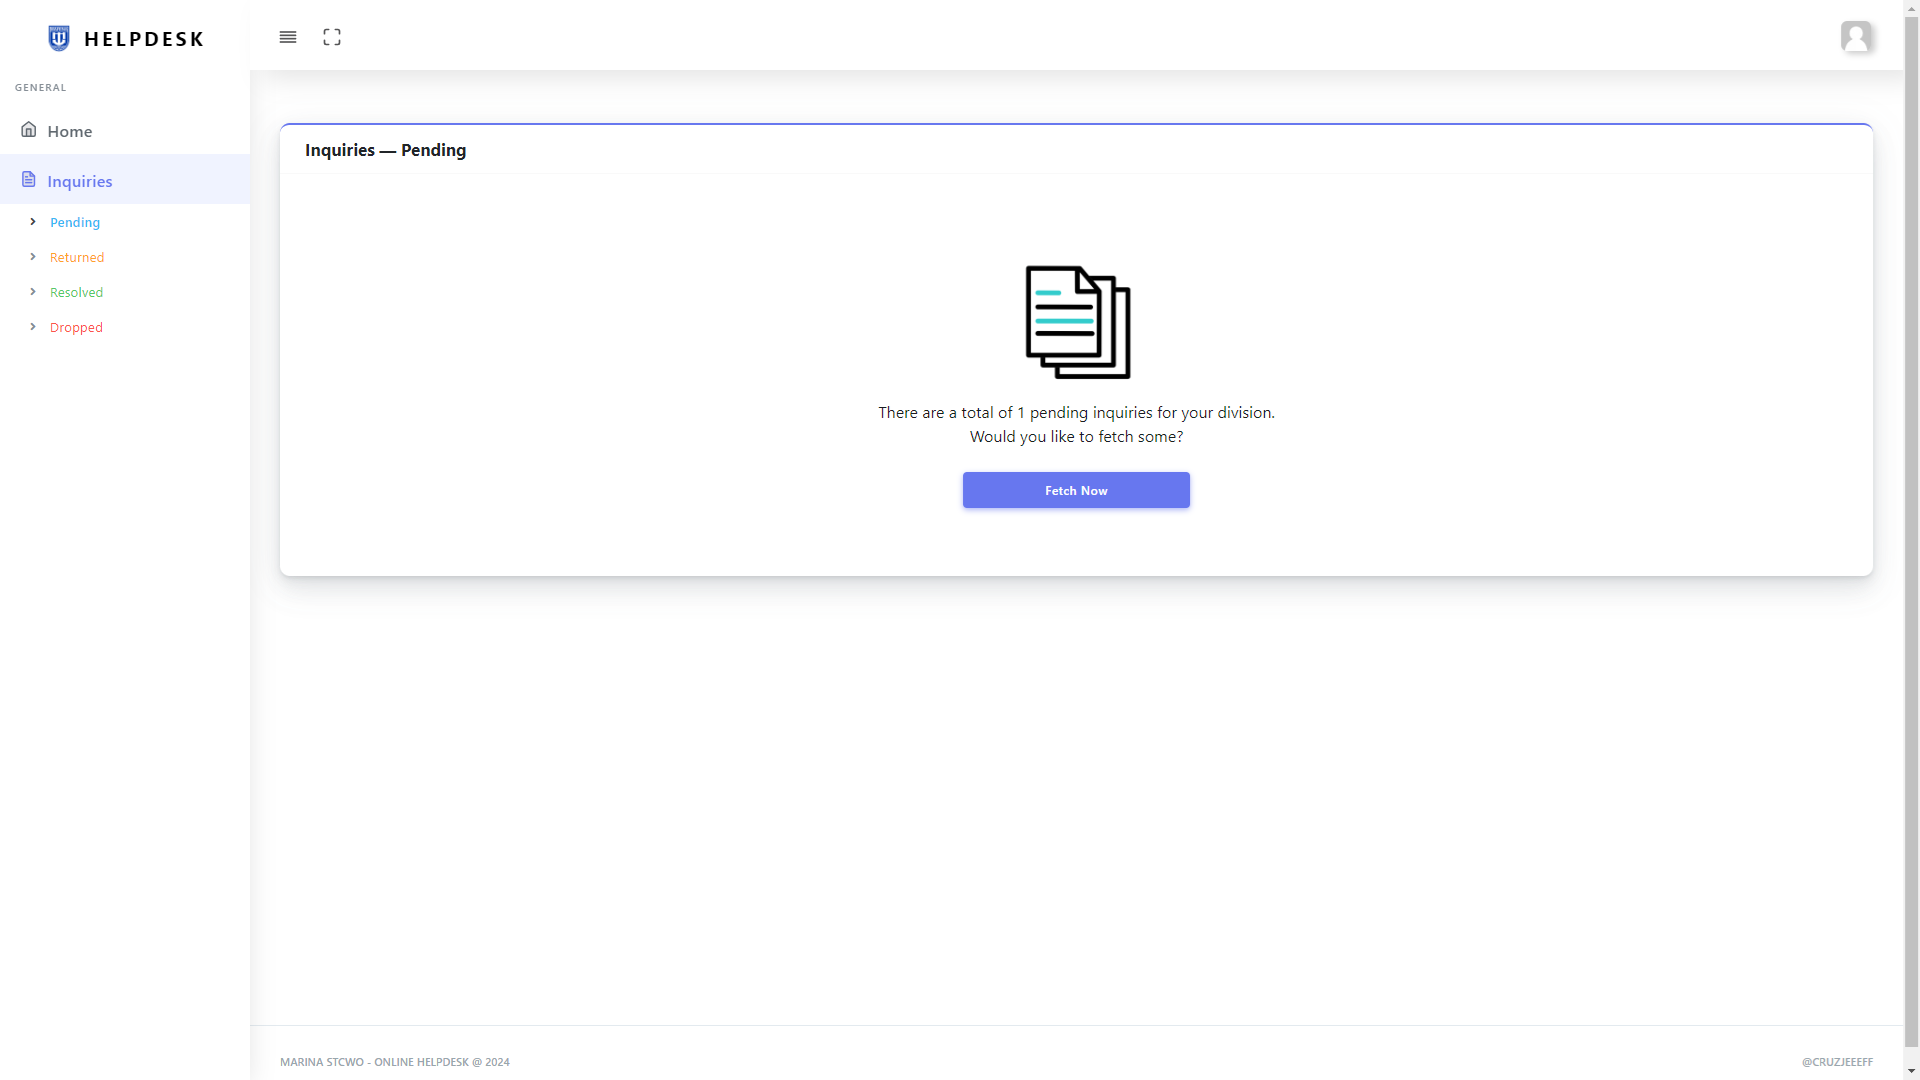 HELPDESK
GENERAL
Home
Inquiries
Pending
Returned
Resolved
Dropped
Inquiries — Pending
There are a total of 1 pending inquiries for your division.
Would you like to fetch some?
Fetch Now
MARINA STCWO - ONLINE HELPDESK @ 2024
@CRUZJEEEFF